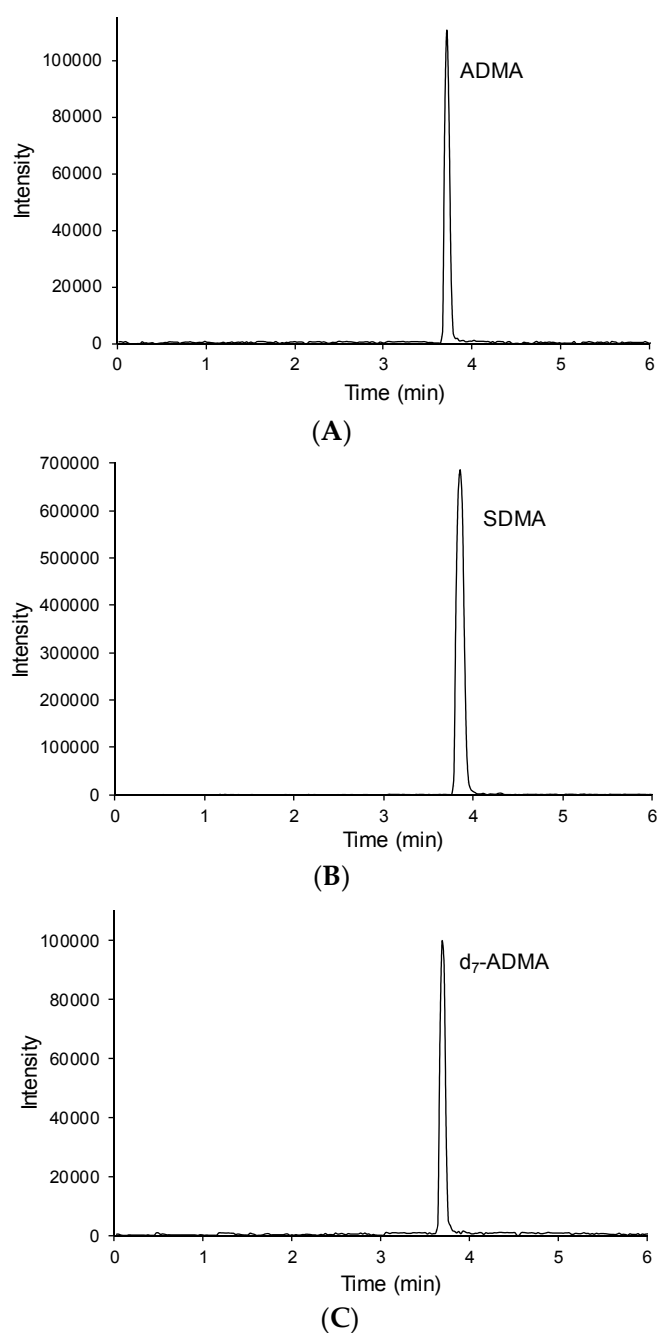 100000
80000
60000
40000
20000
0
Intensity
ADMA
0 1 2 3 4 5 6
Time (min)
(A)
700000
600000
500000
400000
300000
200000
100000
0
Intensity
SDMA
0 1 2 3 4 5 6
Time (min)
(B)
100000
80000
60000
40000
20000
0
Intensity
d₇-ADMA
0 1 2 3 4 5 6
Time (min)
(C)